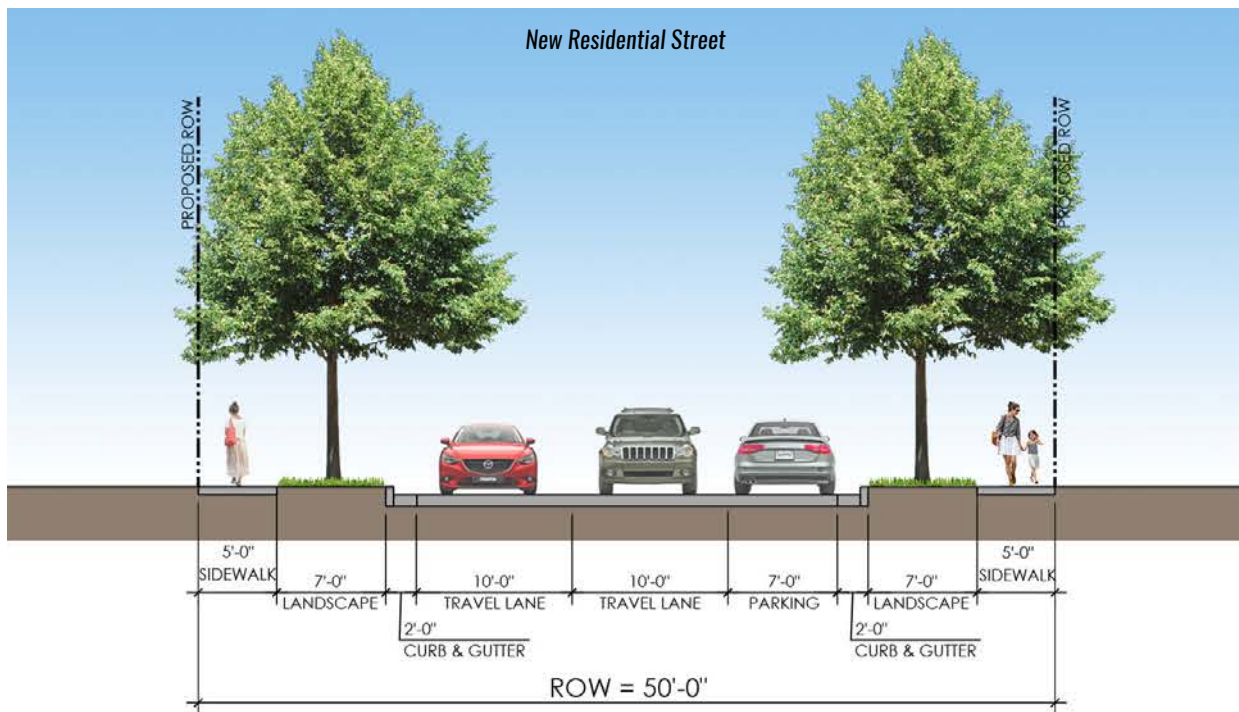 New Residential Street
PROPOSED ROW
PROPOSED ROW
5'-0"
SIDEWALK
7'-0"
LANDSCAPE
2'-0"
CURB & GUTTER
10'-0"
TRAVEL LANE
10'-0"
TRAVEL LANE
7'-0"
PARKING
2'-0"
CURB & GUTTER
7'-0"
LANDSCAPE
5'-0"
SIDEWALK
ROW = 50'-0"